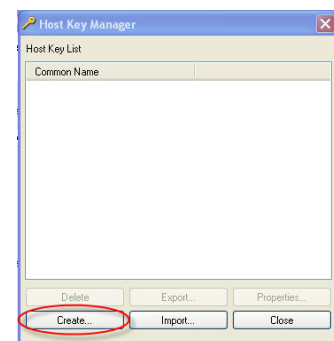 Host Key Manager
Host Key List
Common Name
Delete Export... Properties...
Create... Import... Close